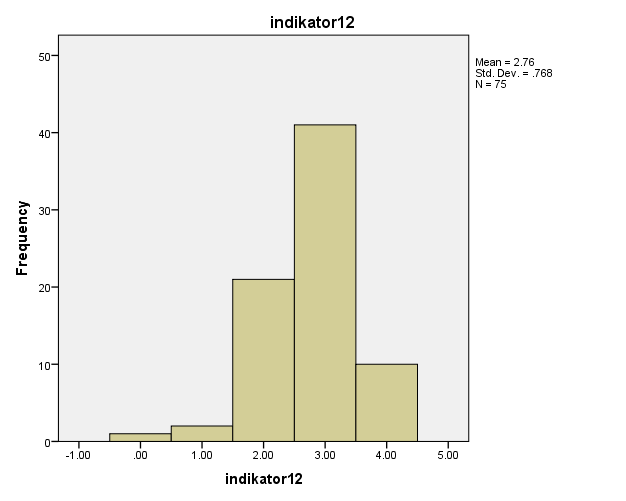 indikator12
Mean = 2.76
Std. Dev. = .768
N = 75
50
40
30
20
10
0
Frequency
-1.00 .00 1.00 2.00 3.00 4.00 5.00
indikator12